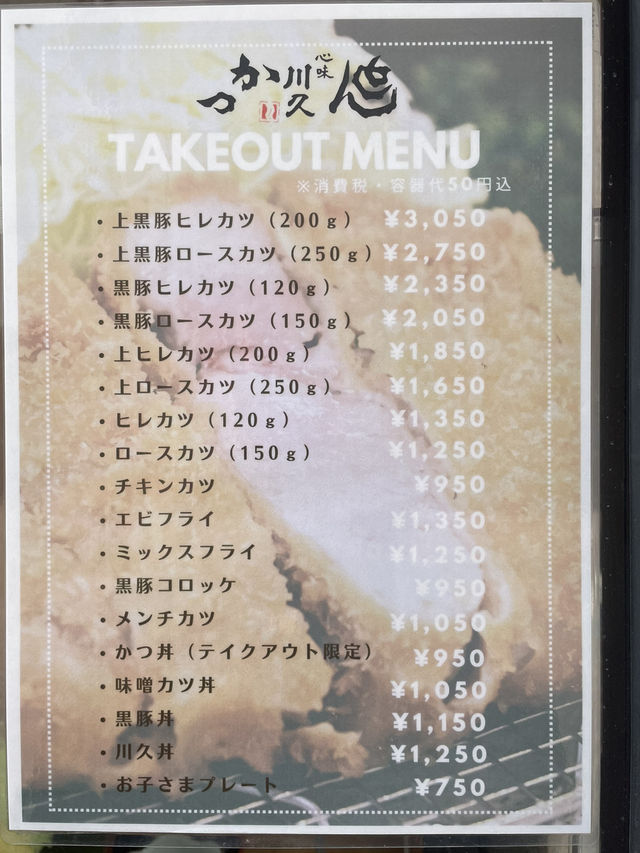 心味
かつ川久
TAKEOUT MENU
※消費税・容器代50円込
・上黒豚ヒレカツ（200ｇ） ¥3,050
・上黒豚ロースカツ（250ｇ） ¥2,750
・黒豚ヒレカツ（120ｇ） ¥2,350
・黒豚ロースカツ（150ｇ） ¥2,050
・上ヒレカツ（200ｇ） ¥1,850
・上ロースカツ（250ｇ） ¥1,650
・ヒレカツ（120ｇ） ¥1,350
・ロースカツ（150ｇ） ¥1,250
・チキンカツ ¥950
・エビフライ ¥1,350
・ミックスフライ ¥1,250
・黒豚コロッケ ¥950
・メンチカツ ¥1,050
・かつ丼（テイクアウト限定） ¥950
・味噌カツ丼 ¥1,050
・黒豚丼 ¥1,150
・川久丼 ¥1,250
・お子さまプレート ¥750